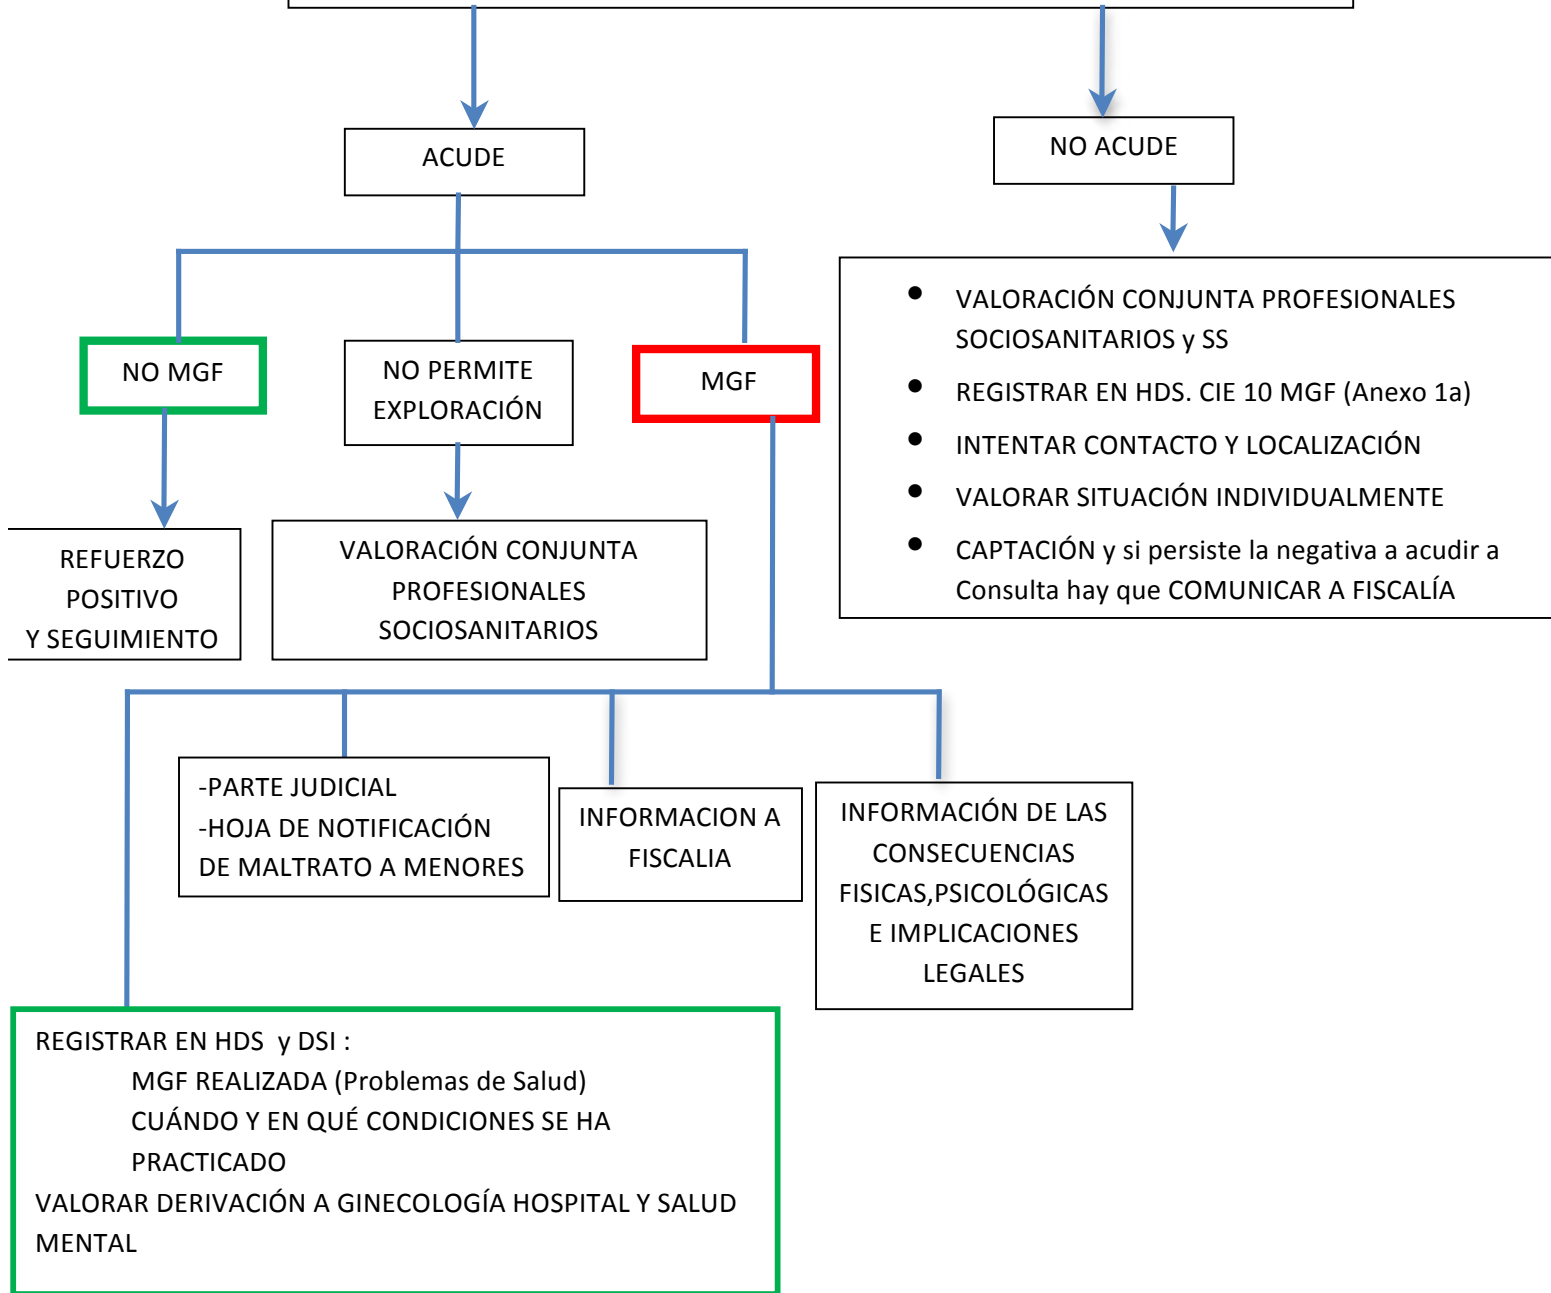 ACUDE
NO ACUDE
NO MGF
NO PERMITE
EXPLORACIÓN
MGF
• VALORACIÓN CONJUNTA PROFESIONALES
SOCIOSANITARIOS y SS
• REGISTRAR EN HDS. CIE 10 MGF (Anexo 1a)
• INTENTAR CONTACTO Y LOCALIZACIÓN
• VALORAR SITUACIÓN INDIVIDUALMENTE
• CAPTACIÓN y si persiste la negativa a acudir a
Consulta hay que COMUNICAR A FISCALÍA
REFUERZO
POSITIVO
Y SEGUIMIENTO
VALORACIÓN CONJUNTA
PROFESIONALES
SOCIOSANITARIOS
-PARTE JUDICIAL
-HOJA DE NOTIFICACIÓN
DE MALTRATO A MENORES
INFORMACION A
FISCALIA
INFORMACIÓN DE LAS
CONSECUENCIAS
FISICAS,PSICOLÓGICAS
E IMPLICACIONES
LEGALES
REGISTRAR EN HDS y DSI :
MGF REALIZADA (Problemas de Salud)
CUÁNDO Y EN QUÉ CONDICIONES SE HA
PRACTICADO
VALORAR DERIVACIÓN A GINECOLOGÍA HOSPITAL Y SALUD
MENTAL